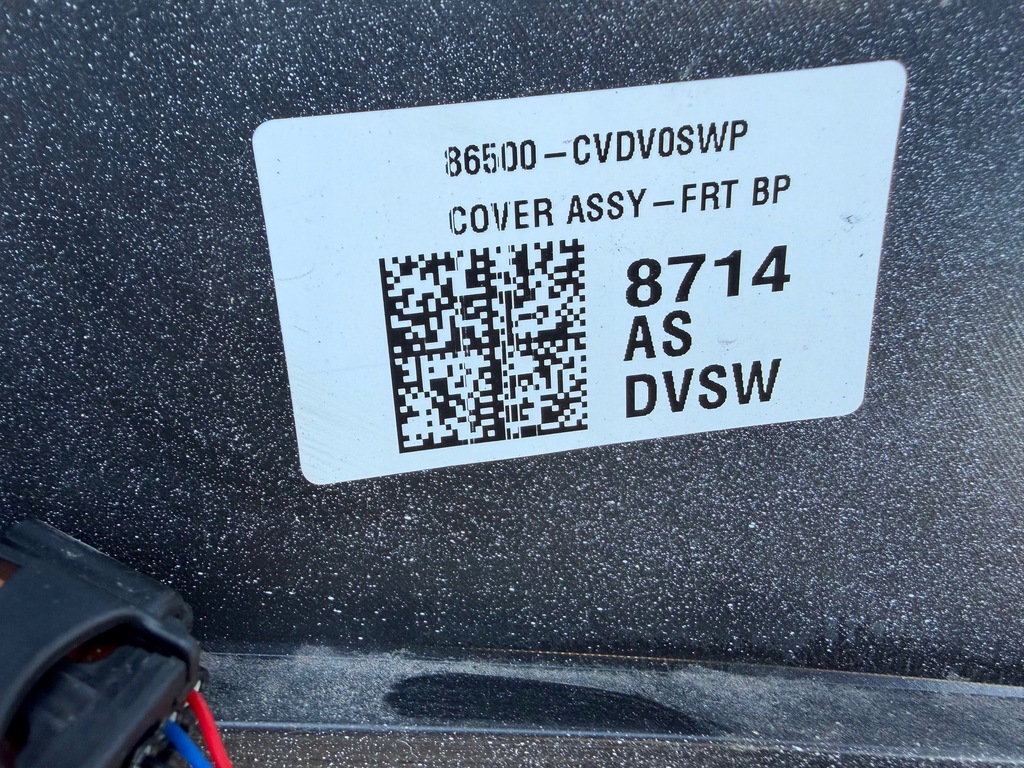 86500-CVDV0SWP
COVER ASSY-FRT BP
8714
AS
DVSW